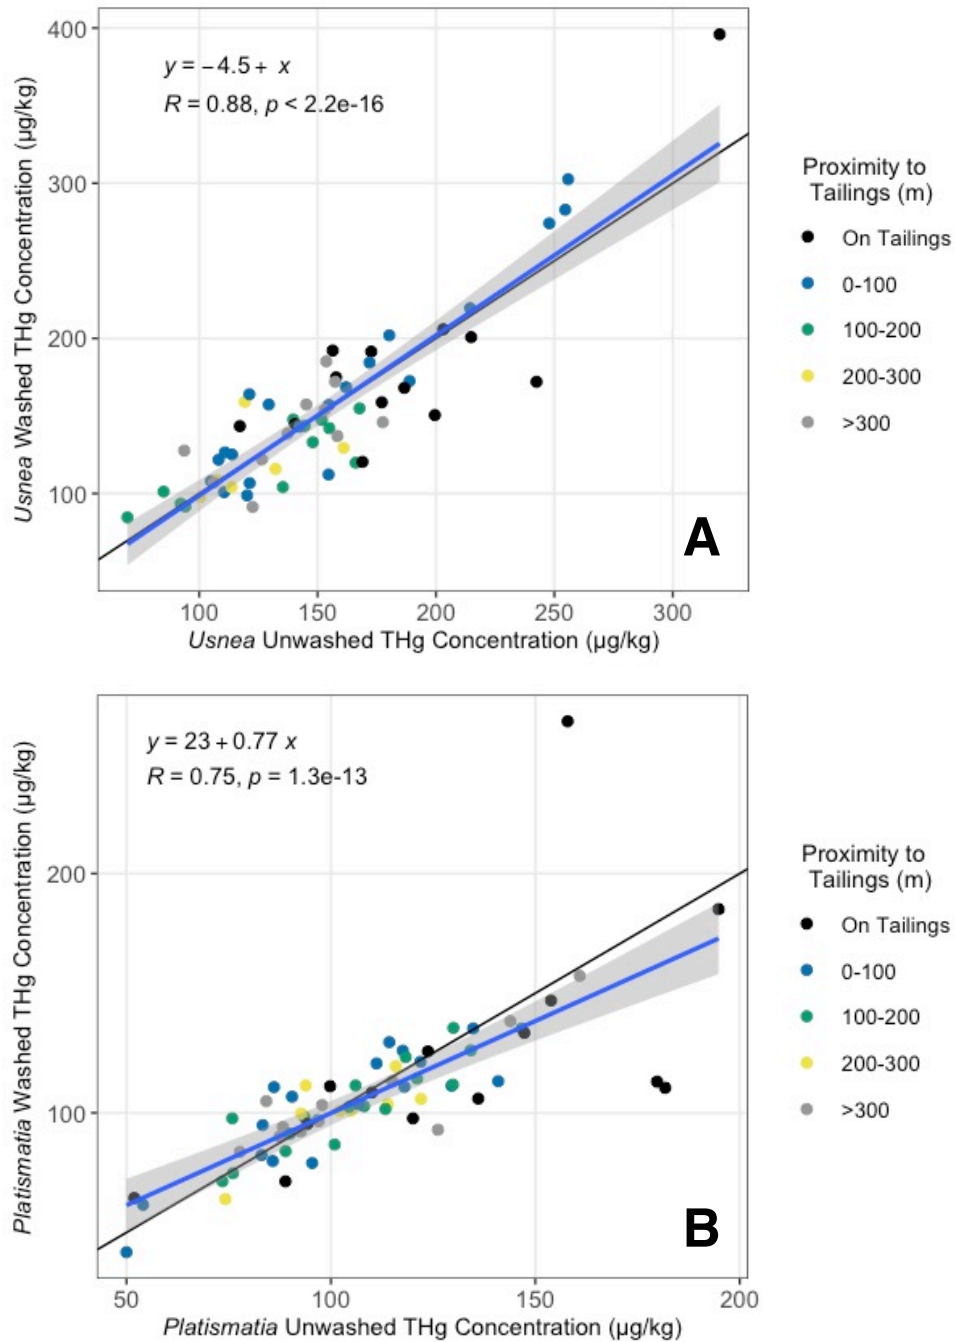 400
300
200
100
Usnea Washed THg Concentration (µg/kg)
y = −4.5 + x
R = 0.88, p < 2.2e-16
A
100 150 200 250 300
Usnea Unwashed THg Concentration (µg/kg)
Proximity to
Tailings (m)
On Tailings
0-100
100-200
200-300
>300
200
100
Platismatia Washed THg Concentration (µg/kg)
y = 23 + 0.77 x
R = 0.75, p = 1.3e-13
B
50 100 150 200
Platismatia Unwashed THg Concentration (µg/kg)
Proximity to
Tailings (m)
On Tailings
0-100
100-200
200-300
>300